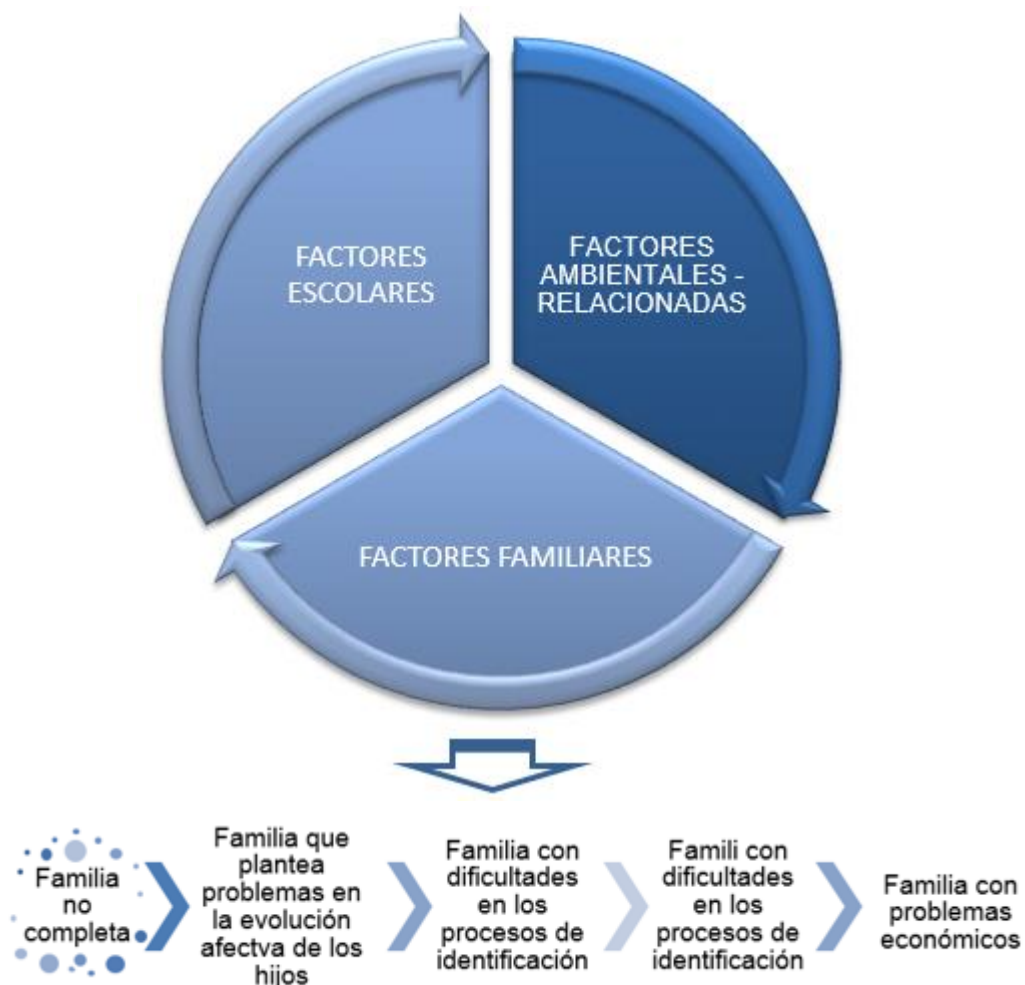 FACTORES
ESCOLARES
FACTORES
AMBIENTALES -
RELACIONADAS
FACTORES FAMILIARES
Familia
no
completa
Familia que
plantea
problemas en
la evolución
afectva de los
hijos
Familia con
dificultades
en los
procesos de
identificación
Famili con
dificultades
en los
procesos de
identificación
Familia con
problemas
económicos